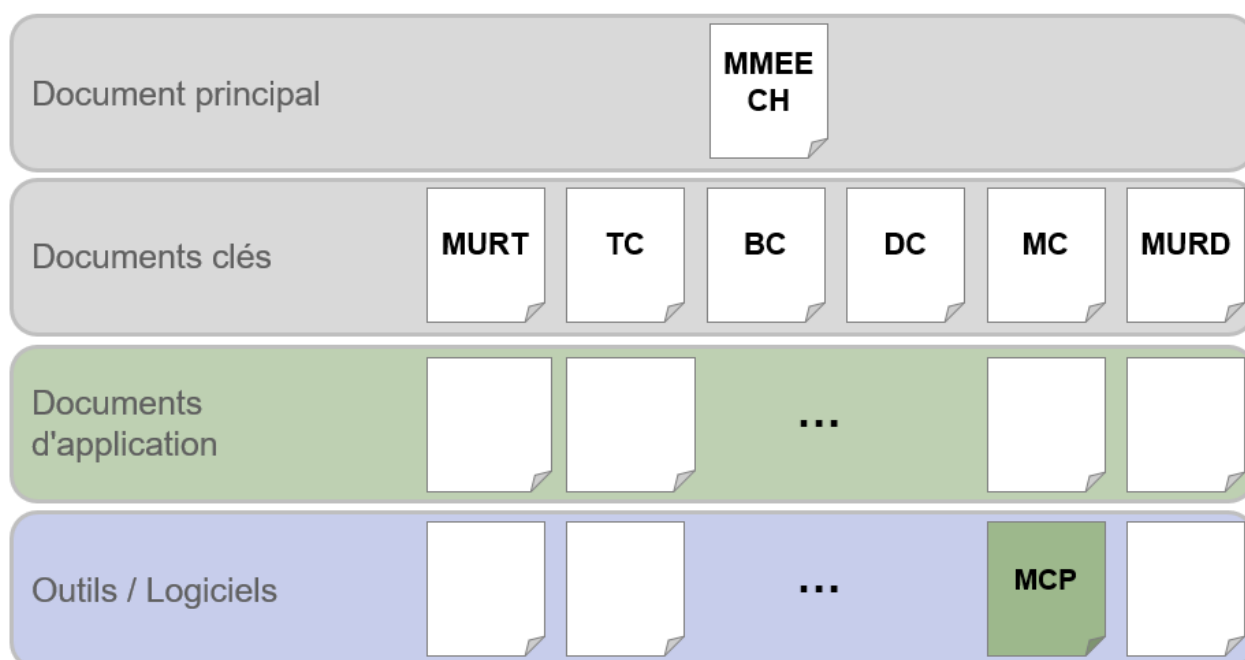 Document principal
MMEE
CH
Documents clés
MURT
TC
BC
DC
MC
MURD
Documents
d'application
...
Outils / Logiciels
...
MCP